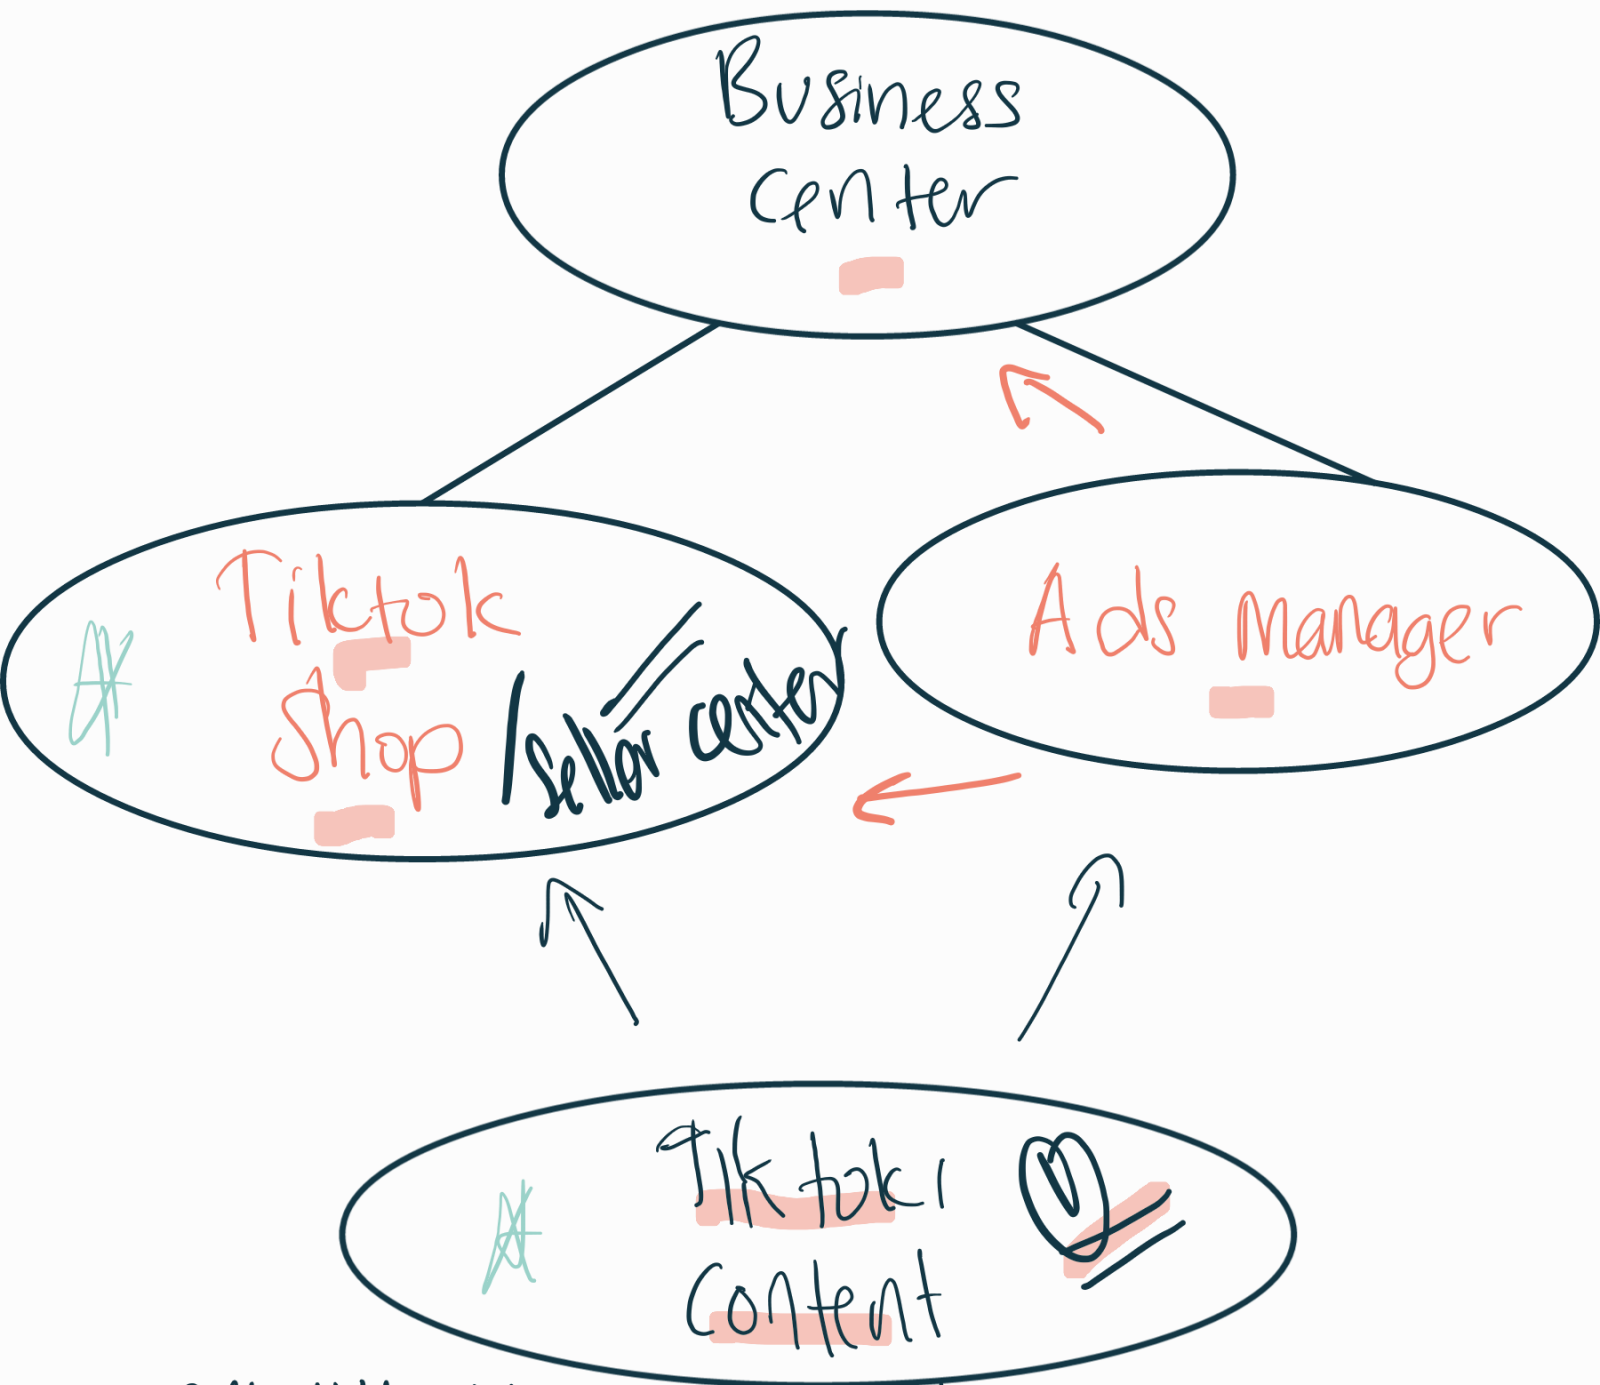 Business
Center
Tiktok
Shop
/ Seller center
Ads Manager
Tiktok
Content